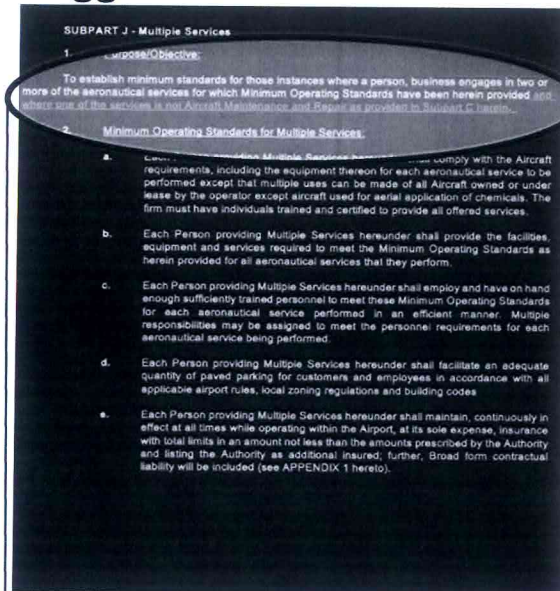 SUBPART J - Multiple Services
1. Purpose/Objective:
To establish minimum standards for those instances where a person, business engages in two or
more of the aeronautical services for which Minimum Operating Standards have been herein provided and
where one of the services is not Aircraft Maintenance and Repair as provided in Subpart C herein.
2. Minimum Operating Standards for Multiple Services:
a. Each providing Multiple Services comply with the Aircraft
requirements, including the equipment thereon for each aeronautical service to be
performed except that multiple uses can be made of all Aircraft owned or under
lease by the operator except aircraft used for aerial application of chemicals. The
firm must have individuals trained and certified to provide all offered services.
b. Each Person providing Multiple Services hereunder shall provide the facilities,
equipment and services required to meet the Minimum Operating Standards as
herein provided for all aeronautical services that they perform.
c. Each Person providing Multiple Services hereunder shall employ and have on hand
enough sufficiently trained personnel to meet these Minimum Operating Standards
for each aeronautical service performed in an efficient manner. Multiple
responsibilities may be assigned to meet the personnel requirements for each
aeronautical service being performed.
d. Each Person providing Multiple Services hereunder shall facilitate an adequate
quantity of paved parking for customers and employees in accordance with all
applicable airport rules, local zoning regulations and building codes
e. Each Person providing Multiple Services hereunder shall maintain, continuously in
effect at all times while operating within the Airport, at its sole expense, insurance
with total limits in an amount not less than the amounts prescribed by the Authority
and listing the Authority as additional insured; further, Broad form contractual
liability will be included (see APPENDIX 1 hereto).